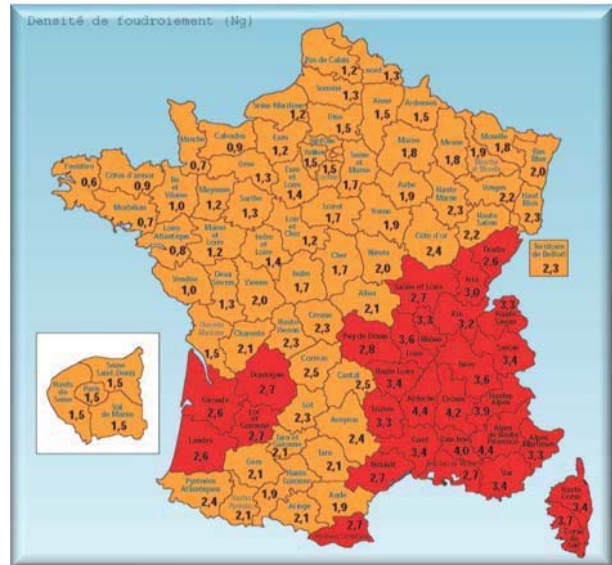 Densité de foudroiement (Ng)
Pas de Calais
1,2
nord
1,3
Somme
1,3
Seine Maritime
1,2
Oise
1,5
Aisne
1,5
Ardennes
1,5
Manche
0,7
Calvados
0,9
Eure
1,2
1,5
1,5
Seine
et
Marne
1,7
Marne
1,8
Meuse
1,8
1,9
Moselle
1,8
Bas
Rhin
2,0
Finistère
0,6
Côtes d'armor
0,9
Morbihan
0,7
Ille
et
Vilaine
1,0
Mayenne
1,2
Orne
1,3
Sarthe
1,3
Eure
et
Loire
1,4
Loiret
1,7
Aube
1,9
Haute
Marne
2,3
Vosges
2,2
Haut
Rhin
2,3
Loire
Atlantique
0,8
Maine
et
Loire
1,2
Indre
et
Loire
1,4
Loir
et
Cher
1,2
Yonne
1,9
Côte d'or
2,4
Haute
Saône
2,2
Doubs
2,6
Territoire
de Belfort
2,3
Vendée
1,0
Deux
Sèvres
1,3
Vienne
2,0
Indre
1,7
Cher
1,7
Nièvre
2,0
Saône et Loire
2,7
Jura
3,0
Charente
Maritime
1,5
Charente
2,1
Haute
Vienne
2,3
Creuse
2,3
Allier
2,1
3,3
Ain
3,2
3,3
Haute
Savoie
Puy de Dome
2,8
3,6
Loire
Rhône
Savoie
3,4
Corrèze
2,5
Cantal
2,5
Haute Loire
3,4
Isère
3,6
Dordogne
2,7
Gironde
2,6
Lot
et
Garonne
2,7
Lot
2,3
Aveyron
2,4
Lozère
3,3
Ardèche
4,4
Drome
4,2
Hautes
Alpes
3,9
Landes
2,6
Tarn et
Garonne
2,1
Tarn
2,1
Gard
3,4
Vaucluse
4,0
Alpes
de Haute
Provence
4,4
Alpes
Maritimes
3,3
Gers
2,1
Haute
Garonne
1,9
Hérault
2,7
2,7
Var
3,4
Pyrénées
Atlantiques
2,4
Hautes
Pyrénées
2,1
Ariège
2,1
Aude
1,9
2,7
Haute
Corse
3,4
3,7
Corse
du
Sud
Seine
Saint-Denis
1,5
Hauts
de Seine
1,5
Paris
1,5
Val
de Marne
1,5